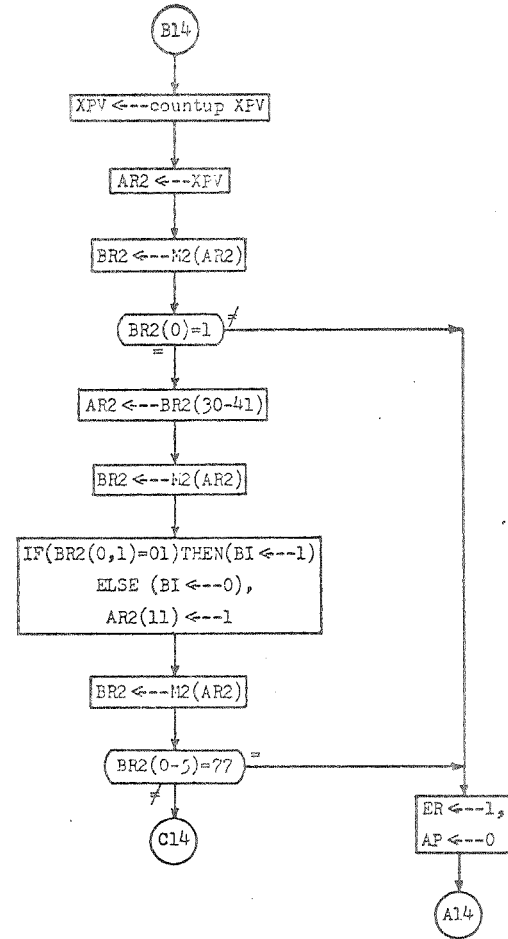 B14
XPV <---countup XPV
AR2 <---XPV
BR2 <---M2(AR2)
BR2(0)=1
≠
=
AR2 <---BR2(30-41)
BR2 <---M2(AR2)
IF(BR2(0,1)=01)THEN(BI <--1)
ELSE (BI <---0),
AR2(11) <---1
BR2 <---M2(AR2)
BR2(0-5)=77
=
≠
C14
ER <---1,
AP <---0
A14